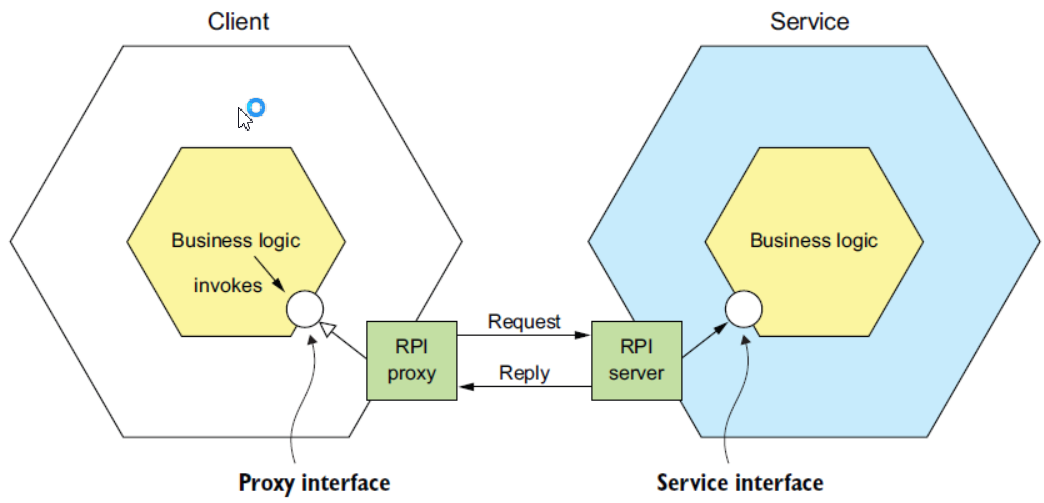 Client
Service
Business logic
invokes
Business logic
Request
RPI
proxy
RPI
server
Reply
Proxy interface
Service interface